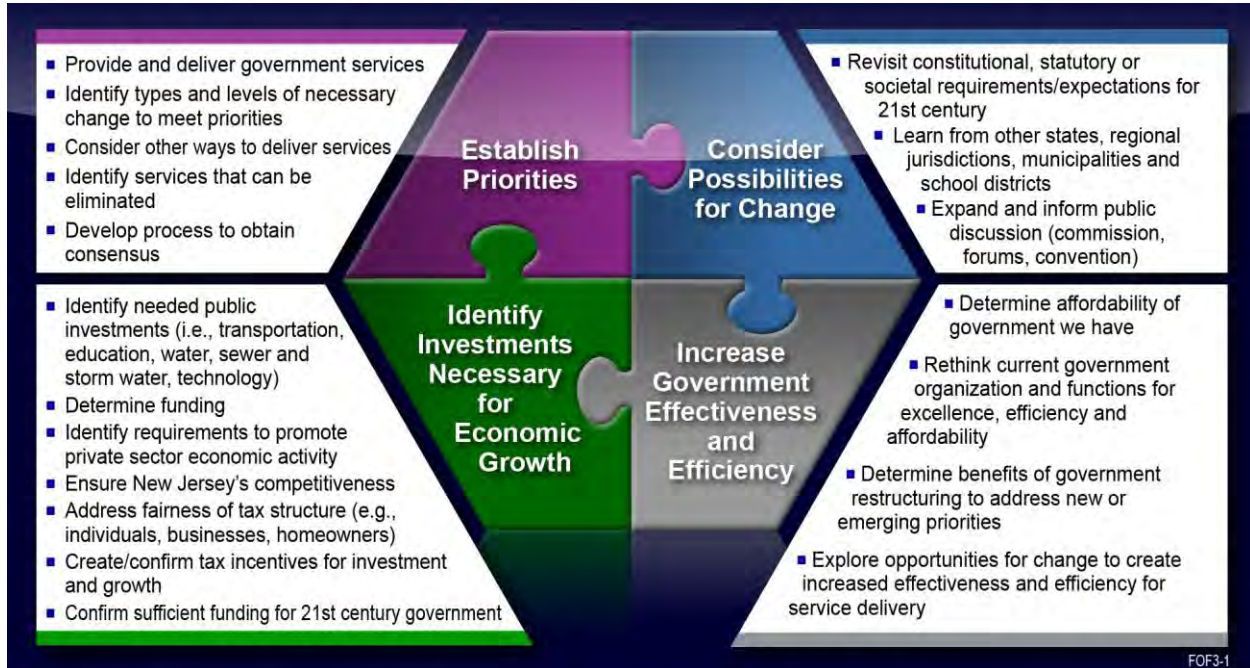 ▪ Provide and deliver government services
▪ Identify types and levels of necessary
change to meet priorities
▪ Consider other ways to deliver services
▪ Identify services that can be
eliminated
▪ Develop process to obtain
consensus
Establish
Priorities
Consider
Possibilities
for Change
▪ Revisit constitutional, statutory or
societal requirements/expectations for
21st century
▪ Learn from other states, regional
jurisdictions, municipalities and
school districts
▪ Expand and inform public
discussion (commission,
forums, convention)
▪ Identify needed public
investments (i.e., transportation,
education, water, sewer and
storm water, technology)
▪ Determine funding
▪ Identify requirements to promote
private sector economic activity
▪ Ensure New Jersey's competitiveness
▪ Address fairness of tax structure (e.g.,
individuals, businesses, homeowners)
▪ Create/confirm tax incentives for investment
and growth
▪ Confirm sufficient funding for 21st century government
Identify
Investments
Necessary
for
Economic
Growth
Increase
Government
Effectiveness
and
Efficiency
▪ Determine affordability of
government we have
▪ Rethink current government
organization and functions for
excellence, efficiency and
affordability
▪ Determine benefits of government
restructuring to address new or
emerging priorities
▪ Explore opportunities for change to create
increased effectiveness and efficiency for
service delivery
FOF3-1